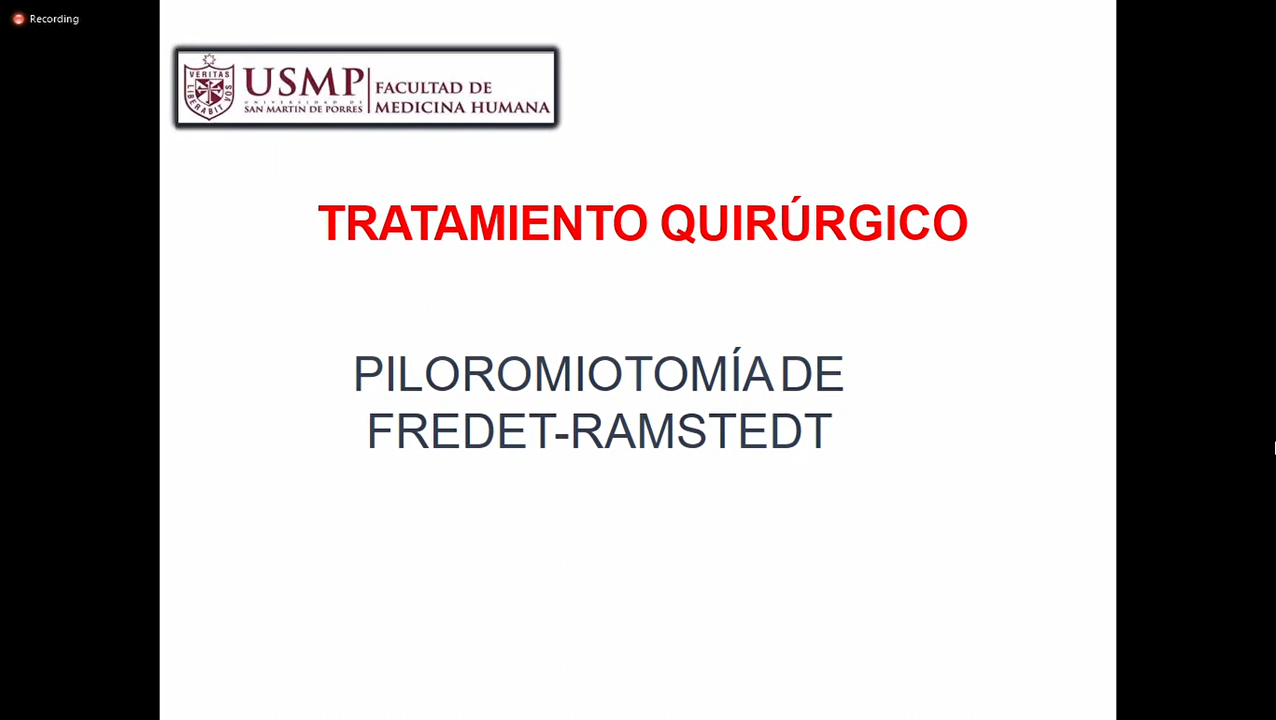 Recording
VERITAS
LIBERABIT VOS
USMP
UNIVERSIDAD DE
SAN MARTIN DE PORRES
FACULTAD DE
MEDICINA HUMANA
TRATAMIENTO QUIRÚRGICO
PILOROMIOTOMÍA DE
FREDET-RAMSTEDT